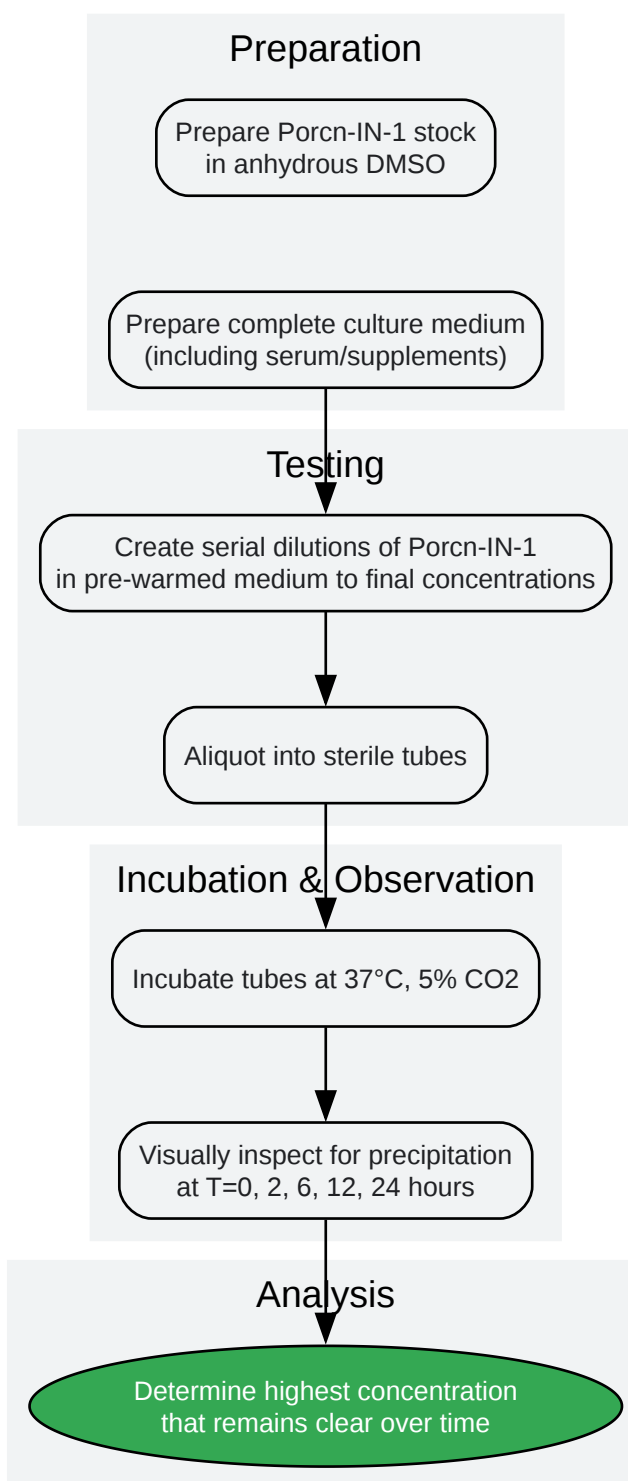 Preparation
Prepare Porcn-IN-1 stock
in anhydrous DMSO
Prepare complete culture medium
(including serum/supplements)
Testing
Create serial dilutions of Porcn-IN-1
in pre-warmed medium to final concentrations
Aliquot into sterile tubes
Incubation & Observation
Incubate tubes at 37°C, 5% CO2
Visually inspect for precipitation
at T=0, 2, 6, 12, 24 hours
Analysis
Determine highest concentration
that remains clear over time